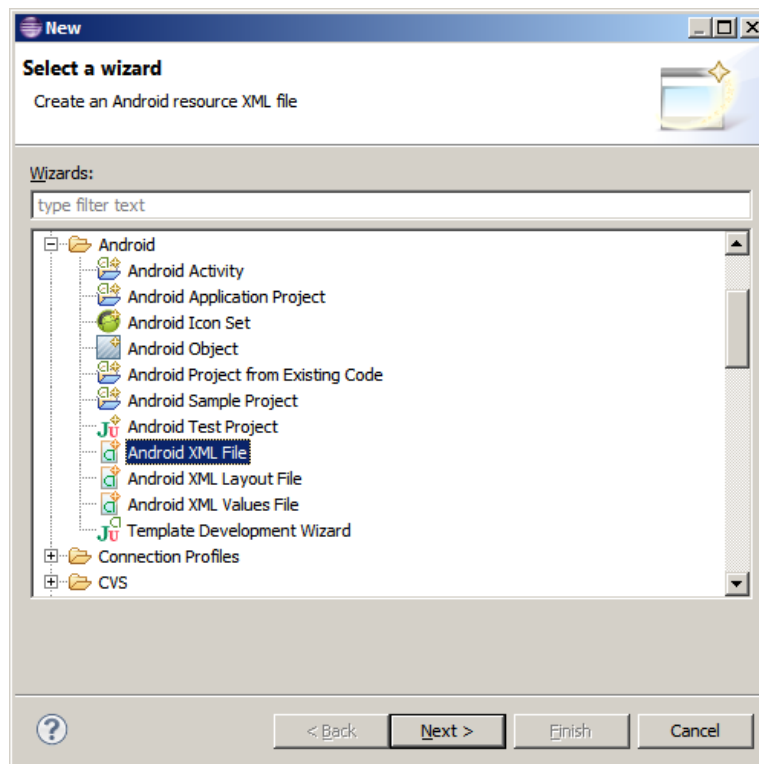 New
Select a wizard
Create an Android resource XML file
Wizards:
type filter text
Android
Android Activity
Android Application Project
Android Icon Set
Android Object
Android Project from Existing Code
Android Sample Project
Android Test Project
Android XML File
Android XML Layout File
Android XML Values File
Template Development Wizard
Connection Profiles
CVS
< Back Next > Finish Cancel